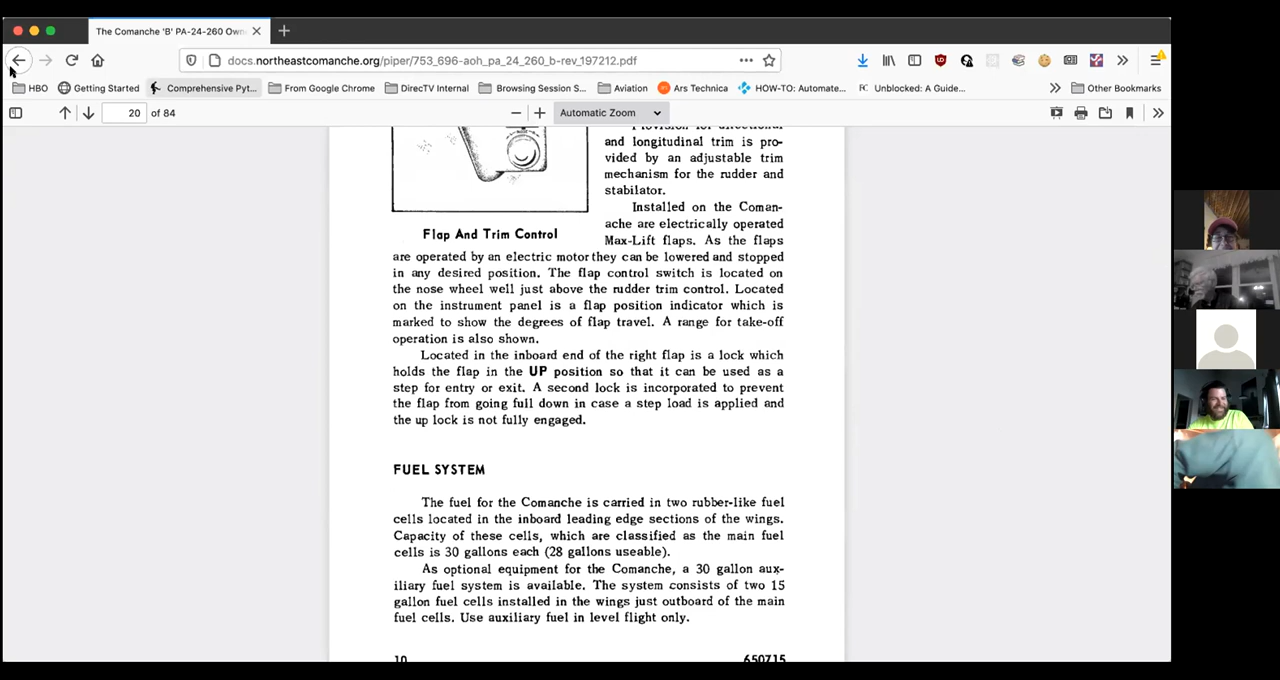 The Comanche 'B' PA-24-260 Own
docs.northeastcomanche.org/piper/753_696-aoh_pa_24_260_b-rev_197212.pdf
HBO Getting Started Comprehensive Pyt... From Google Chrome DirecTV Internal Browsing Session S... Aviation Ars Technica HOW-TO: Automate... Unblocked: A Guide... Other Bookmarks
20 of 84 Automatic Zoom
and longitudinal trim is pro-
vided by an adjustable trim
mechanism for the rudder and
stabilator.
Installed on the Coman-
ache are electrically operated
Max-Lift flaps. As the flaps
Flap And Trim Control
are operated by an electric motor they can be lowered and stopped
in any desired position. The flap control switch is located on
the nose wheel well just above the rudder trim control. Located
on the instrument panel is a flap position indicator which is
marked to show the degrees of flap travel. A range for take-off
operation is also shown.
Located in the inboard end of the right flap is a lock which
holds the flap in the UP position so that it can be used as a
step for entry or exit. A second lock is incorporated to prevent
the flap from going full down in case a step load is applied and
the up lock is not fully engaged.
FUEL SYSTEM
The fuel for the Comanche is carried in two rubber-like fuel
cells located in the inboard leading edge sections of the wings.
Capacity of these cells, which are classified as the main fuel
cells is 30 gallons each (28 gallons useable).
As optional equipment for the Comanche, a 30 gallon aux-
iliary fuel system is available. The system consists of two 15
gallon fuel cells installed in the wings just outboard of the main
fuel cells. Use auxiliary fuel in level flight only.
10 650715